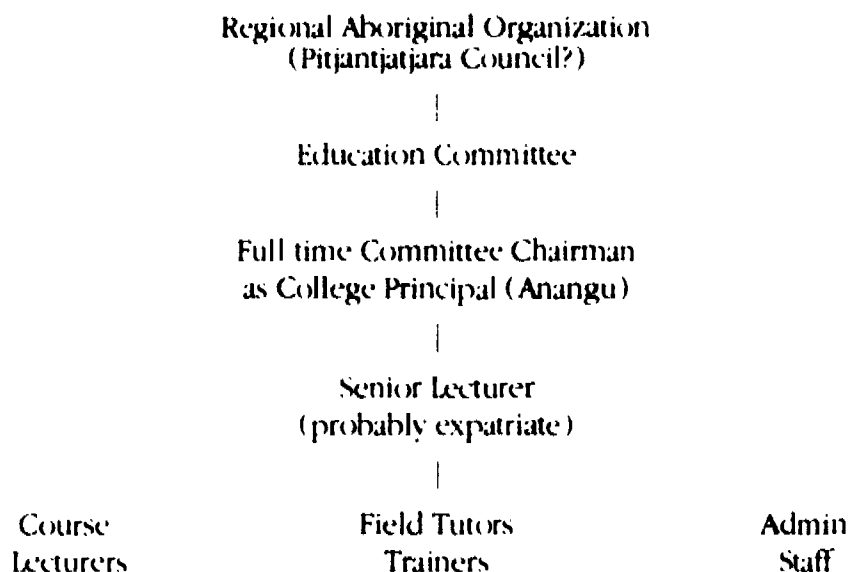 Regional Aboriginal Organization
(Pitjantjatjara Council?)
Education Committee
Full time Committee Chairman
as College Principal (Anangu)
Senior Lecturer
(probably expatriate)
Course Field Tutors Admin
Lecturers Trainers Staff